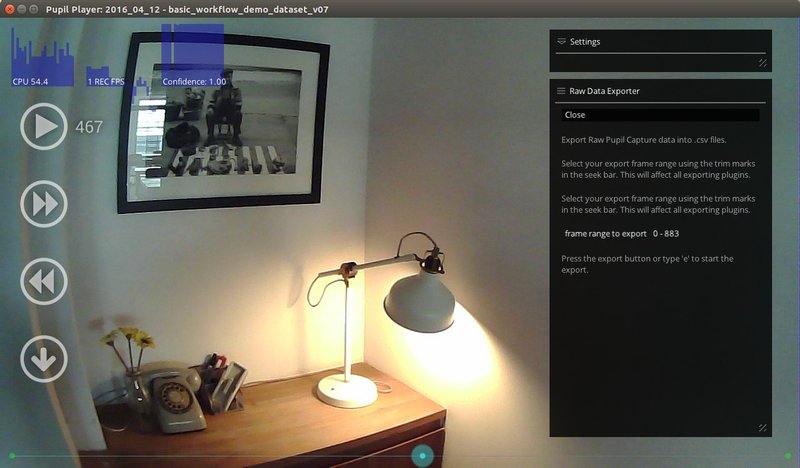 Pupil Player: 2016_04_12 - basic_workflow_demo_dataset_v07
CPU 54.4
1 REC FPS
Confidence: 1.00
467
Settings
Raw Data Exporter
Close
Export Raw Pupil Capture data into .csv files.
Select your export frame range using the trim marks
in the seek bar. This will affect all exporting plugins.
Select your export frame range using the trim marks
in the seek bar. This will affect all exporting plugins.
frame range to export 0 - 883
Press the export button or type 'e' to start the
export.